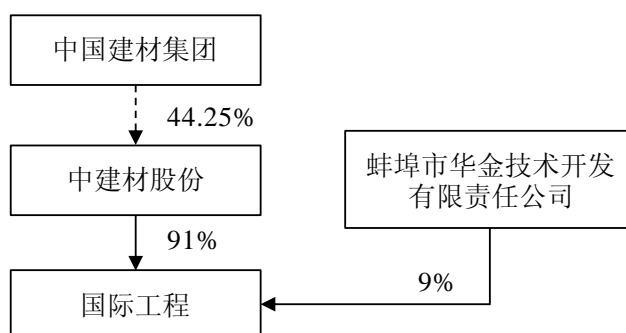 中国建材集团
44.25%
中建材股份
蚌埠市华金技术开发
有限责任公司
91%
9%
国际工程